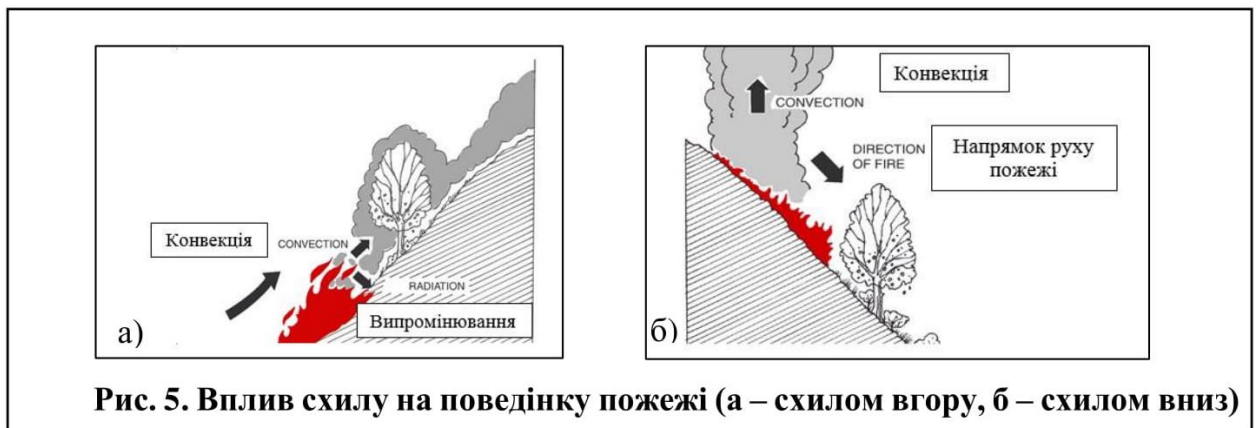 Конвекція
CONVECTION
RADIATION
Випромінювання
а)
Конвекція
CONVECTION
DIRECTION
OF FIRE
Напрямок руху
пожежі
б)
Рис. 5. Вплив схилу на поведінку пожежі (а – схилом вгору, б – схилом вниз)